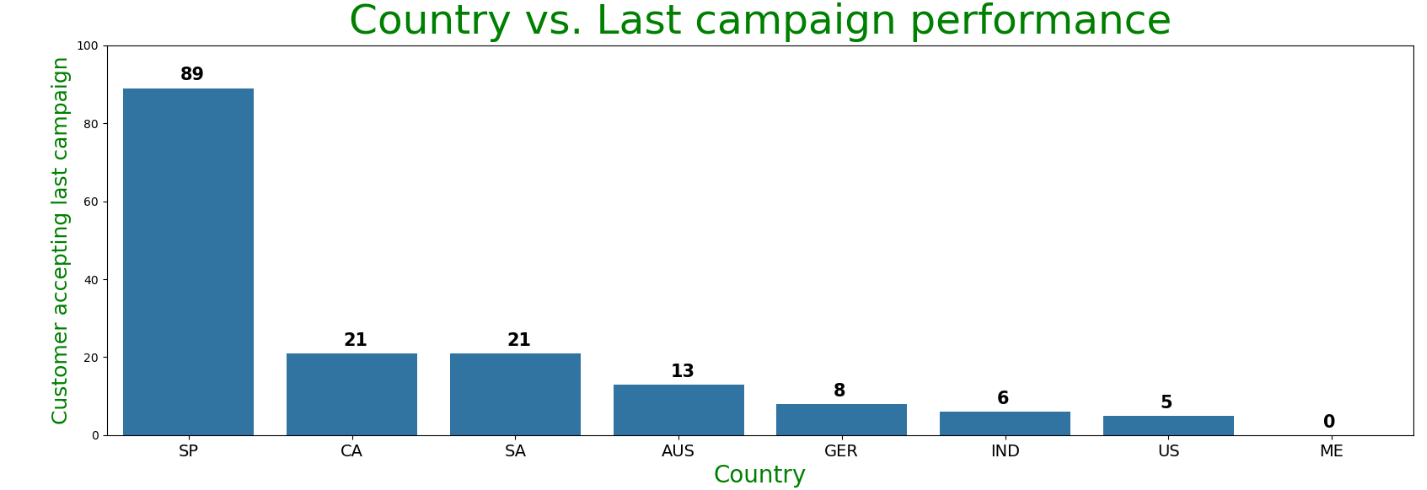 Country vs. Last campaign performance
Customer accepting last campaign
100
80
60
40
20
0
89
21
21
13
8
6
5
0
SP
CA
SA
AUS
GER
IND
US
ME
Country